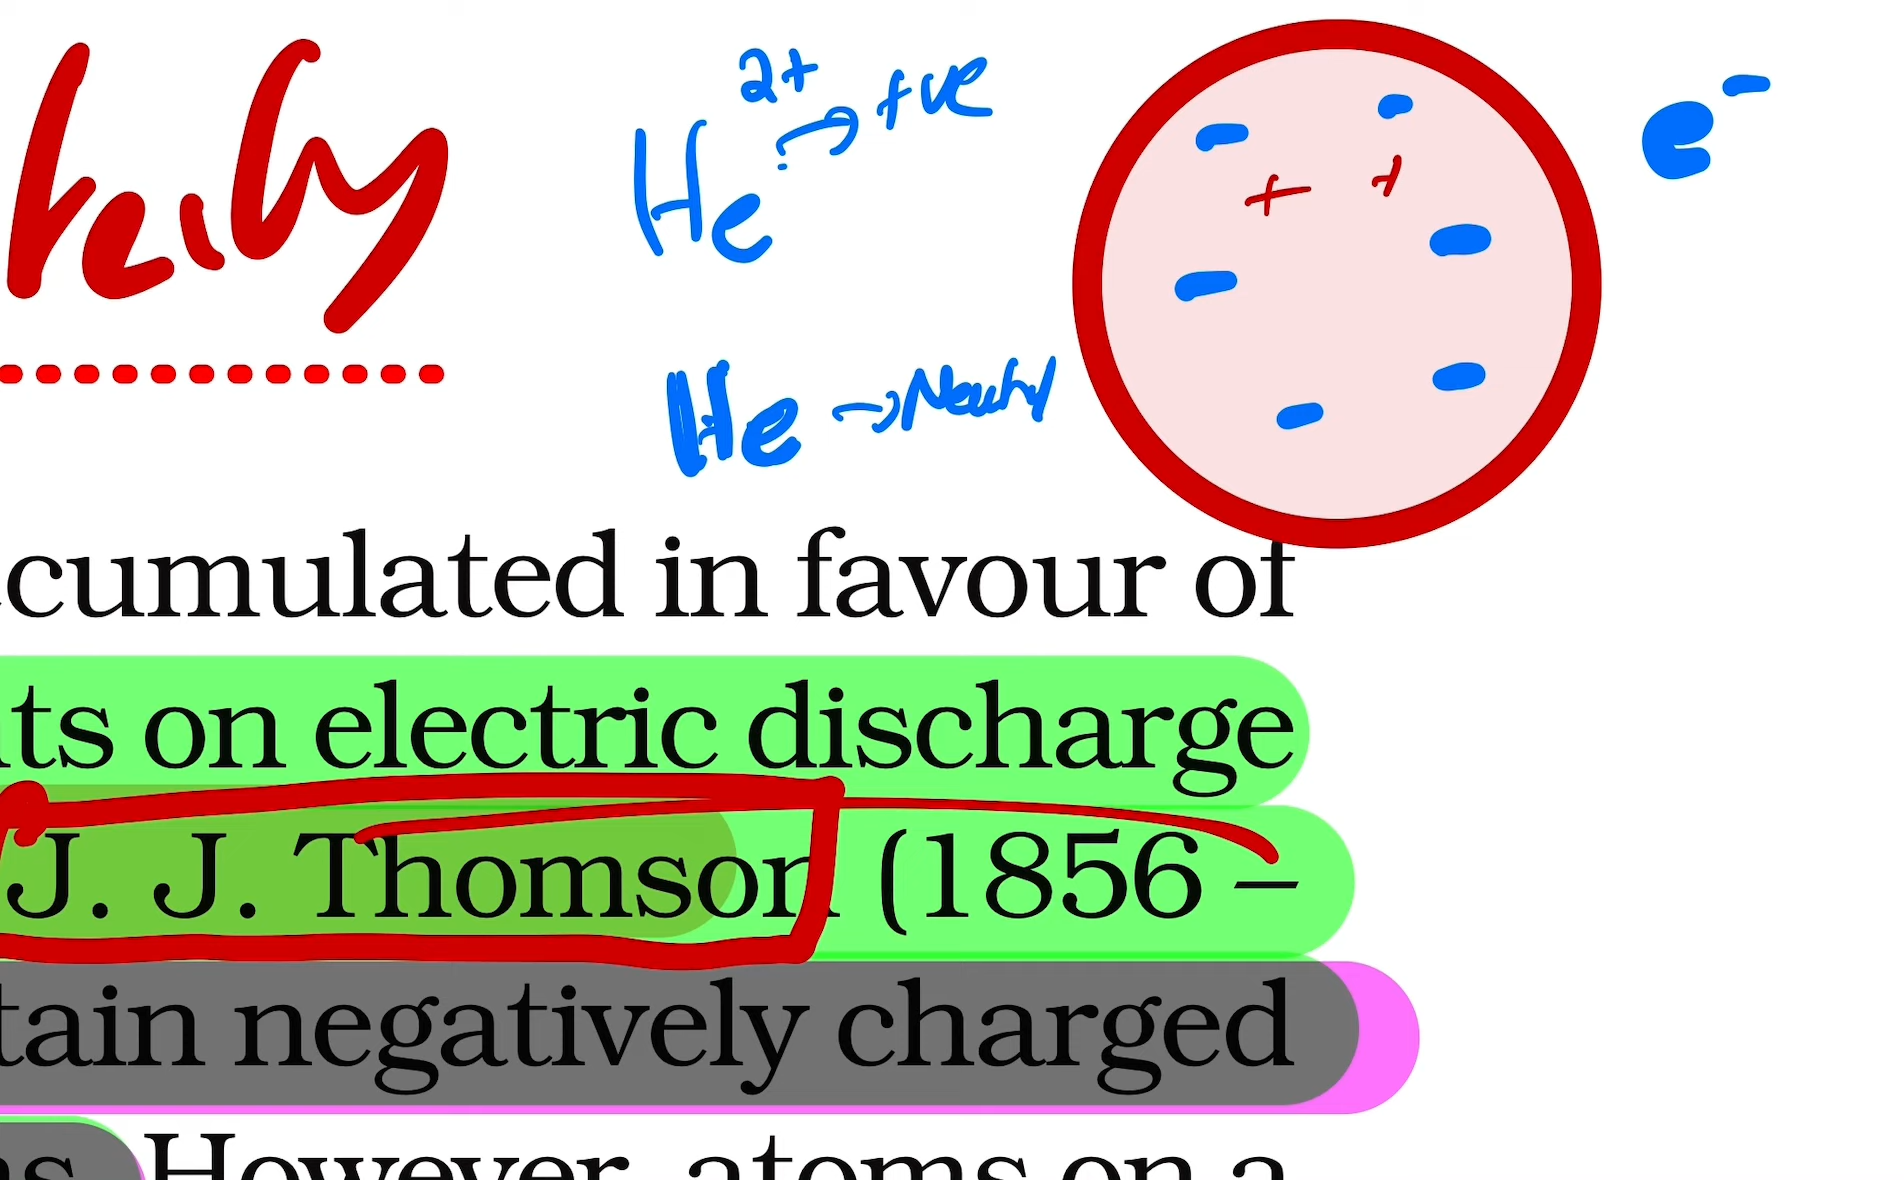 He²⁺ → +ve e⁻
He → Neutral
cumulated in favour of
ts on electric discharge
J. J. Thomson (1856 –
tain negatively charged
However, atoms on a